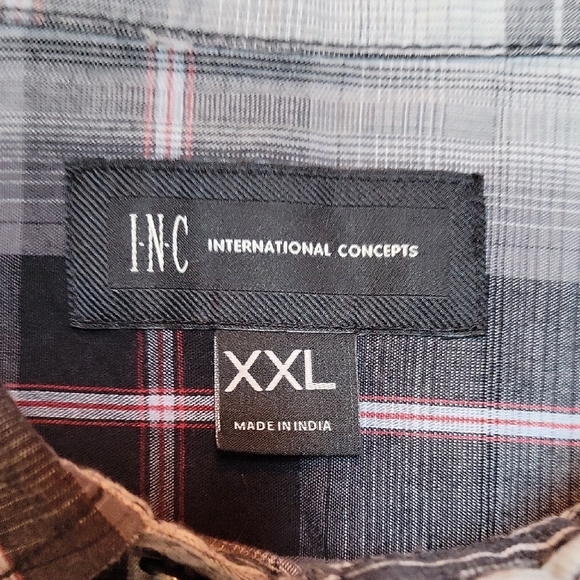 I·N·C INTERNATIONAL CONCEPTS
XXL
MADE IN INDIA